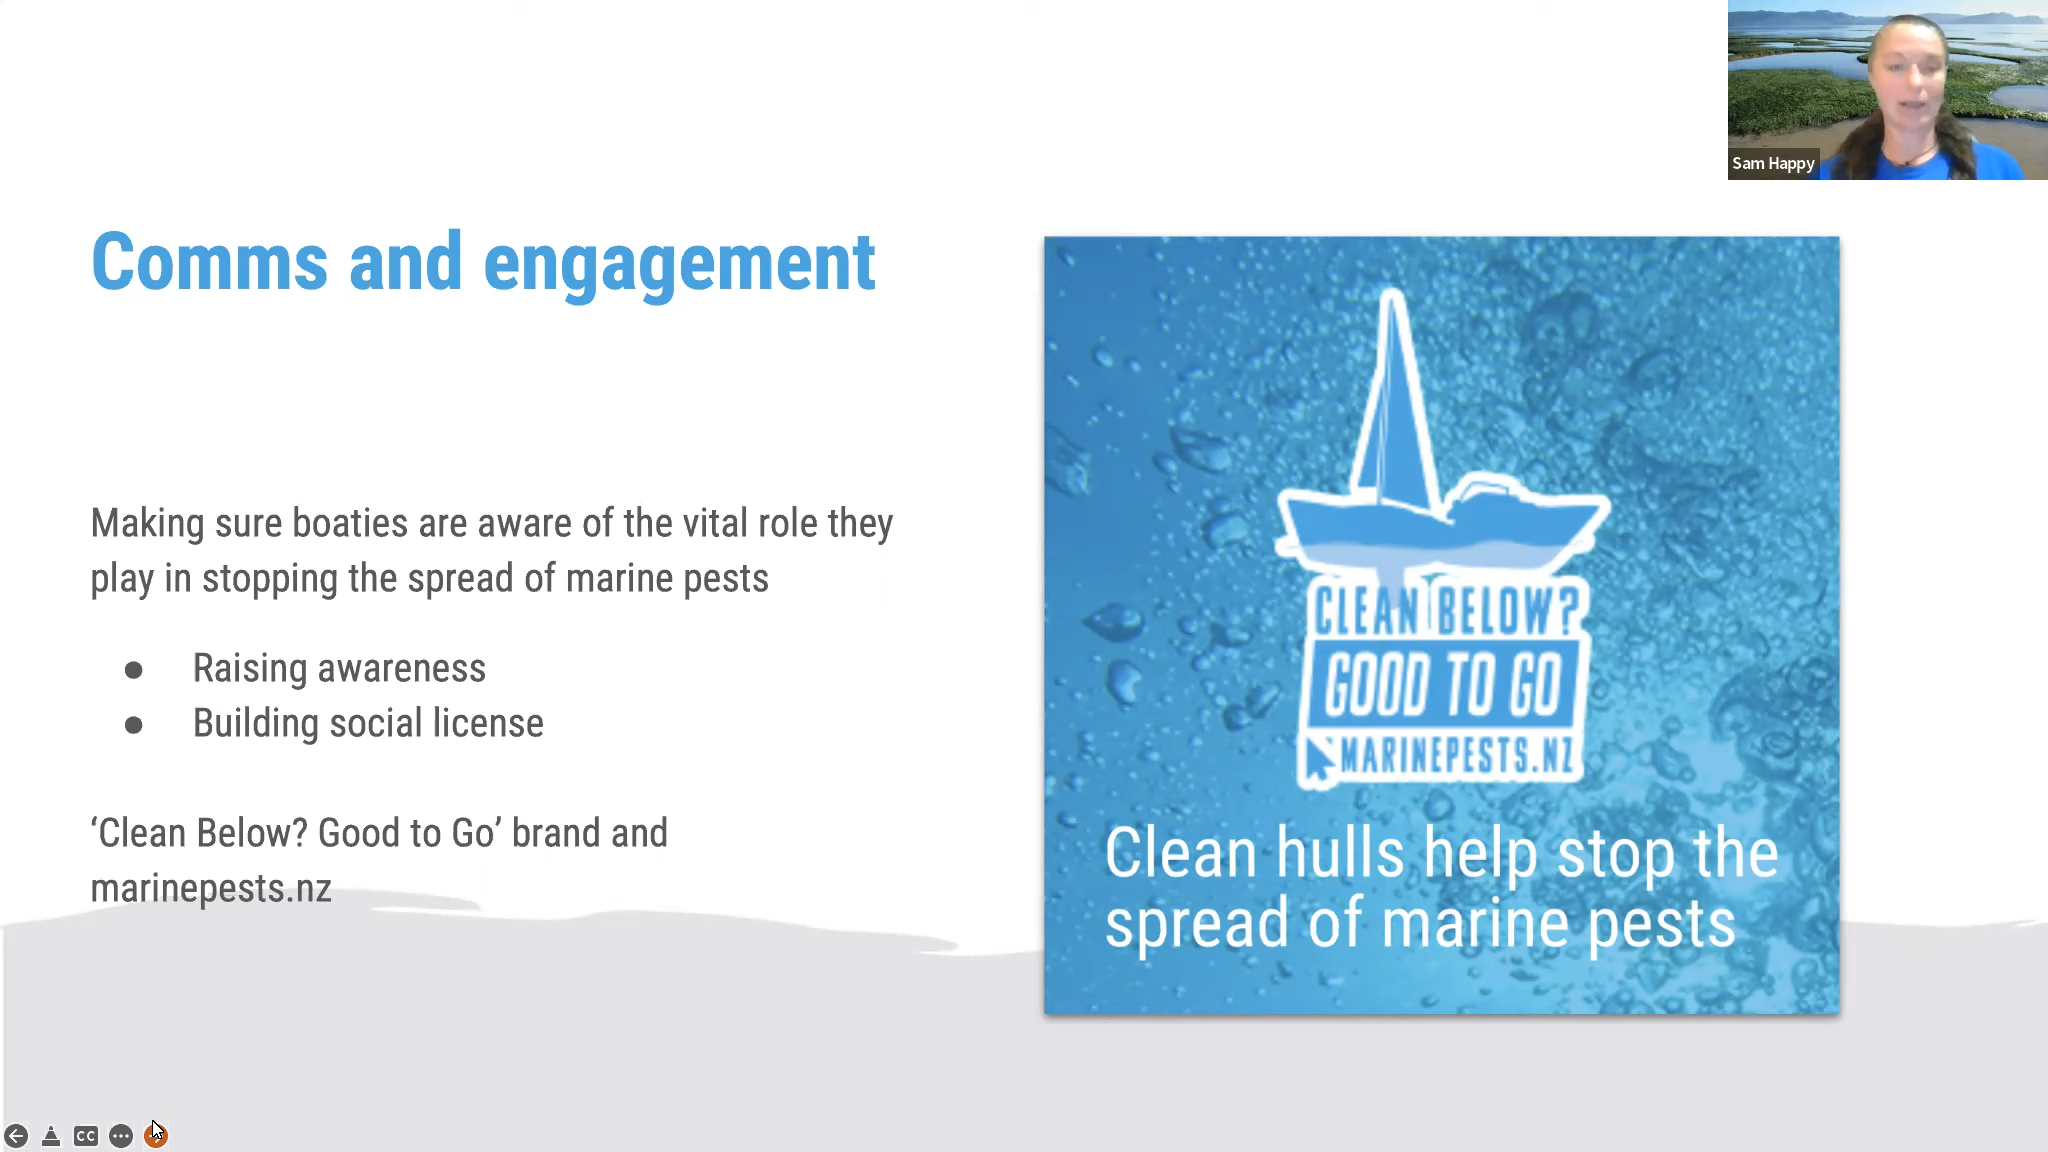 Sam Happy
Comms and engagement
Making sure boaties are aware of the vital role they
play in stopping the spread of marine pests
● Raising awareness
● Building social license
‘Clean Below? Good to Go’ brand and
marinepests.nz
CLEAN BELOW?
GOOD TO GO
MARINEPESTS.NZ
Clean hulls help stop the
spread of marine pests
CC